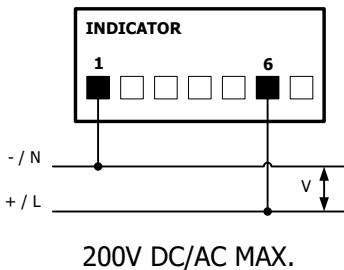 INDICATOR
1 6
- / N
V
+ / L
200V DC/AC MAX.